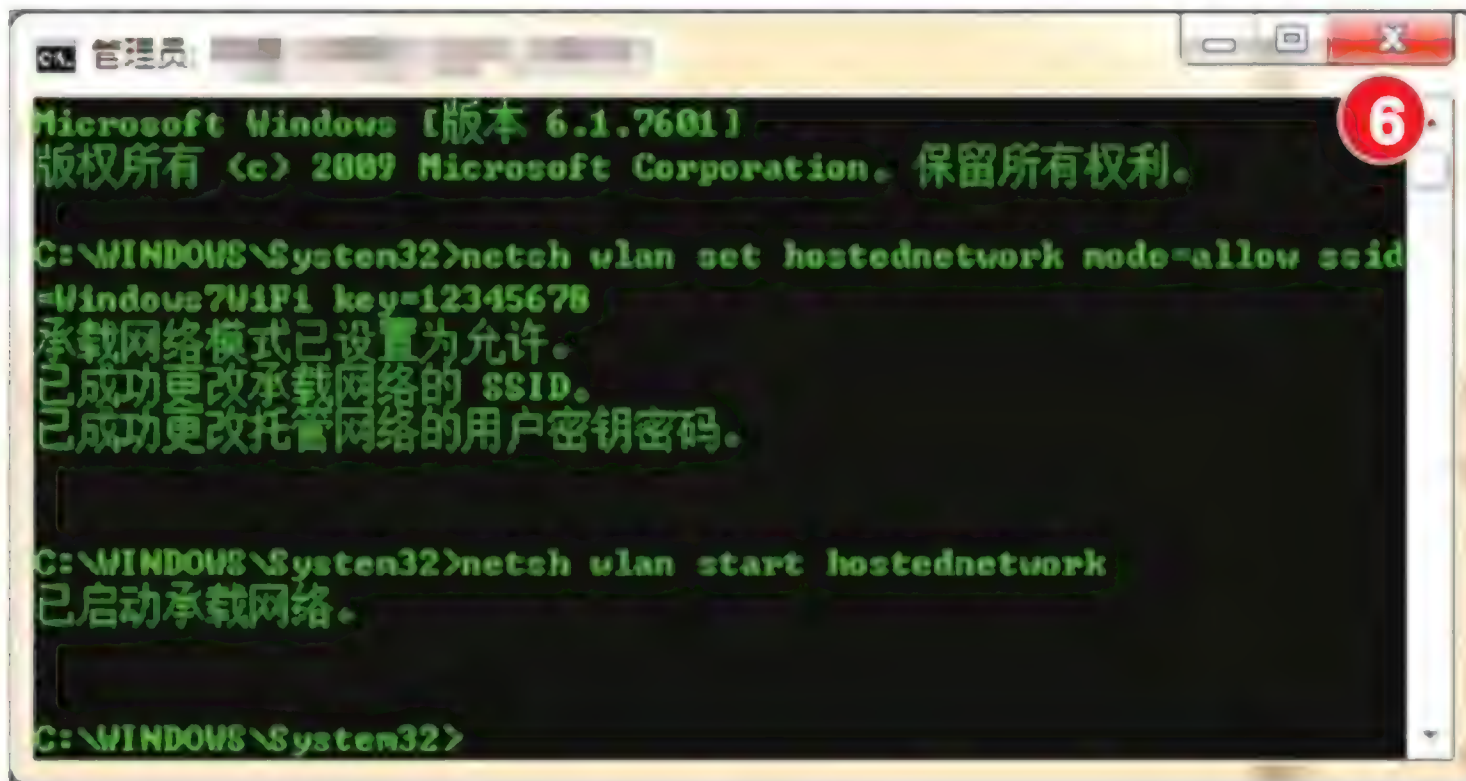 管理员:
6
Microsoft Windows [版本 6.1.7601]
版权所有 (c) 2009 Microsoft Corporation。保留所有权利。
C:\WINDOWS\System32>netsh wlan set hostednetwork mode=allow ssid
=Windows7WiFi key=12345678
承载网络模式已设置为允许。
已成功更改承载网络的 SSID。
已成功更改托管网络的用户密钥密码。
C:\WINDOWS\System32>netsh wlan start hostednetwork
已启动承载网络。
C:\WINDOWS\System32>